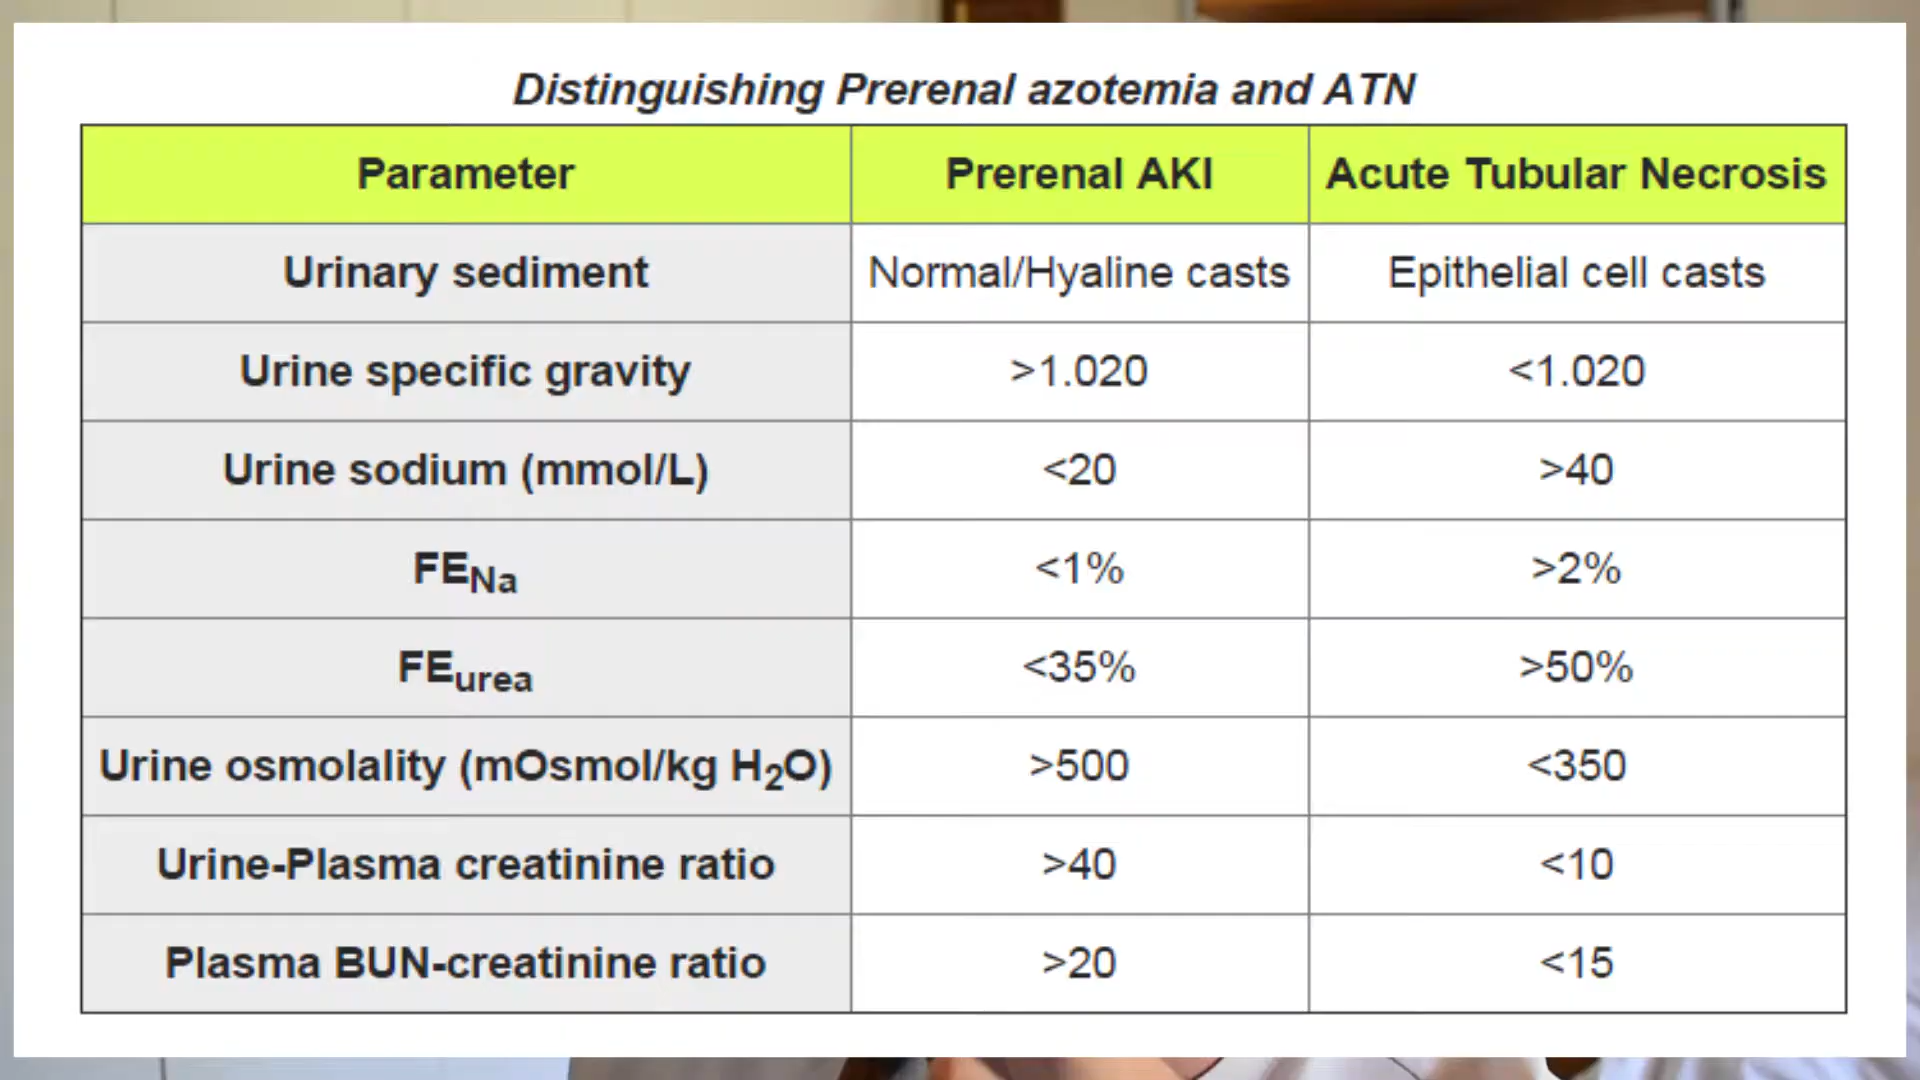 Distinguishing Prerenal azotemia and ATN
Parameter Prerenal AKI Acute Tubular Necrosis
Urinary sediment Normal/Hyaline casts Epithelial cell casts
Urine specific gravity >1.020 <1.020
Urine sodium (mmol/L) <20 >40
FENa <1% >2%
FEurea <35% >50%
Urine osmolality (mOsmol/kg H2O) >500 <350
Urine-Plasma creatinine ratio >40 <10
Plasma BUN-creatinine ratio >20 <15